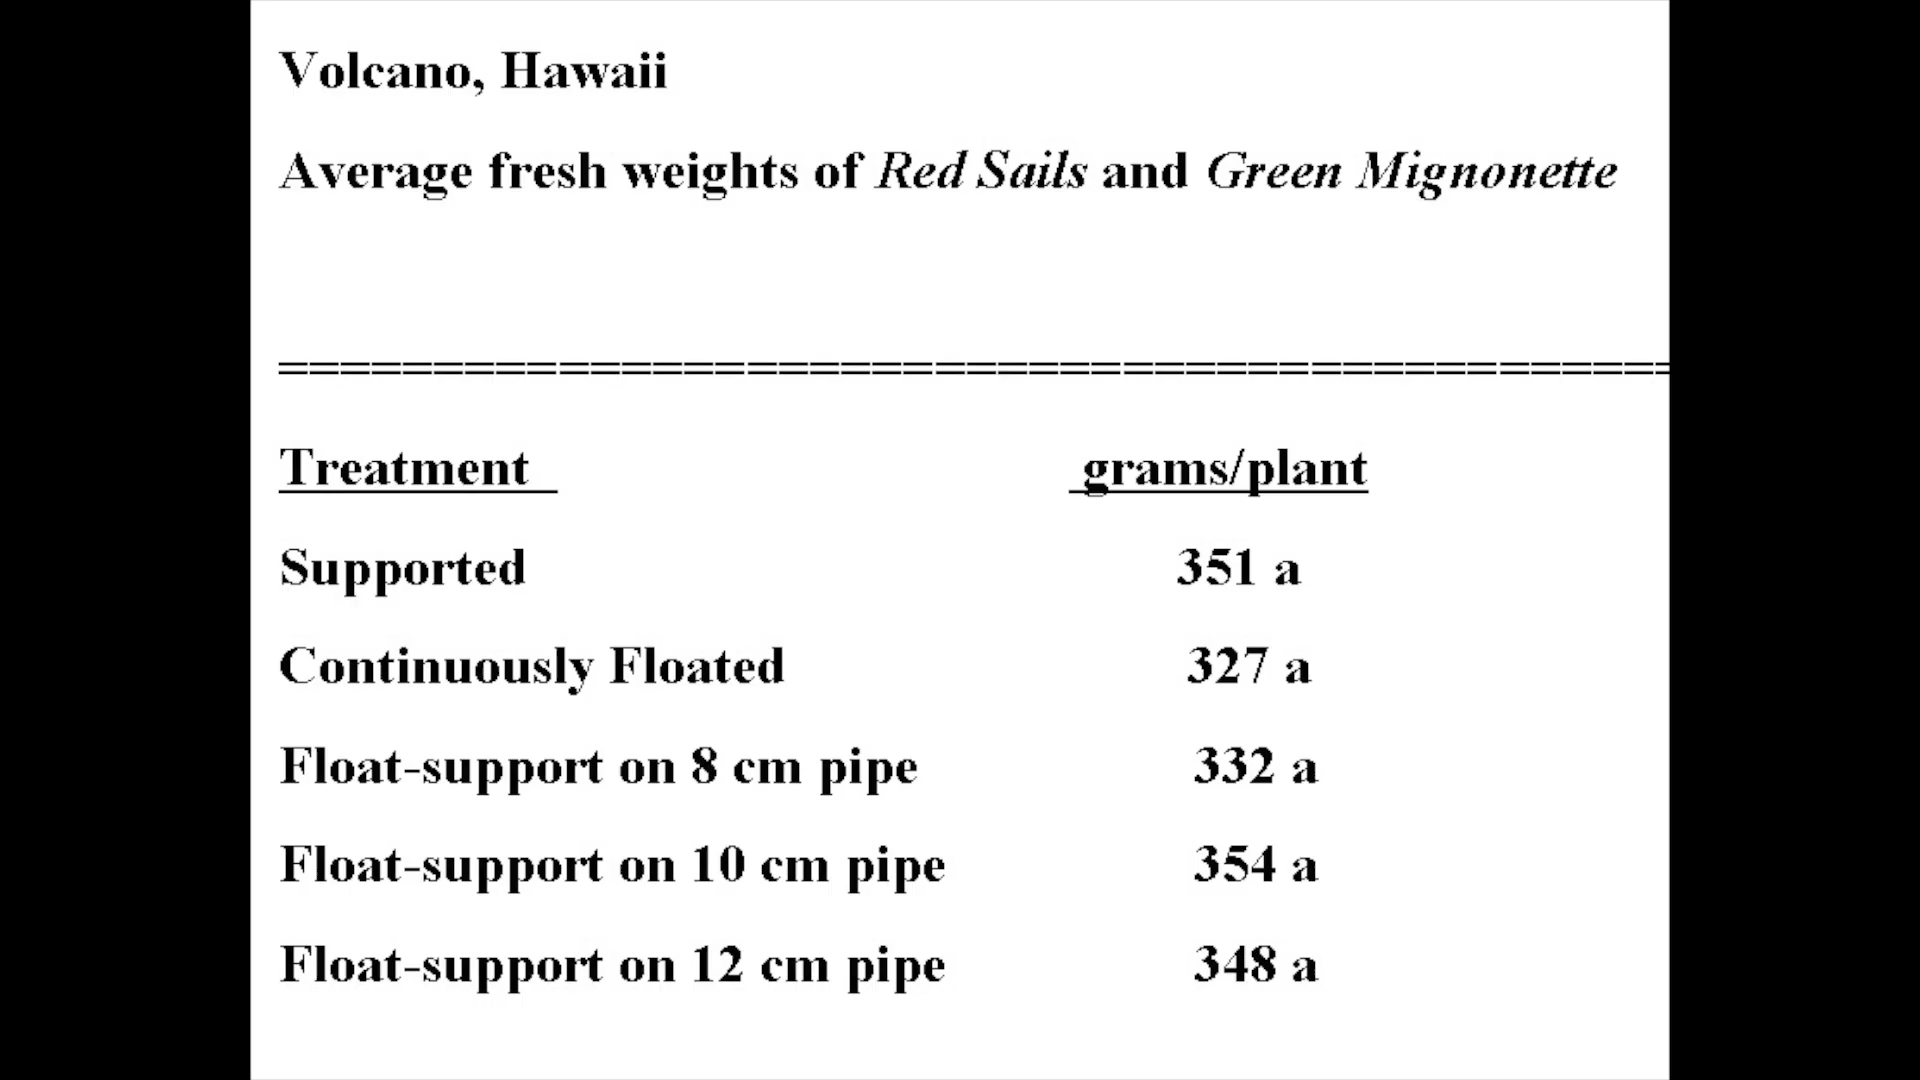 Volcano, Hawaii
Average fresh weights of Red Sails and Green Mignonette
=============================================
Treatment grams/plant
Supported 351 a
Continuously Floated 327 a
Float-support on 8 cm pipe 332 a
Float-support on 10 cm pipe 354 a
Float-support on 12 cm pipe 348 a